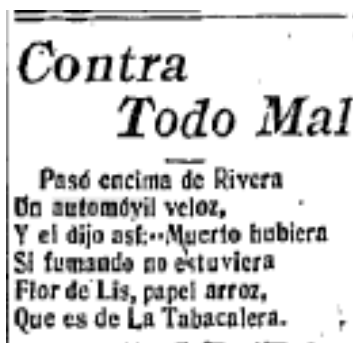 Contra
Todo Mal
Pasó encima de Rivera
Un automóvil veloz,
Y el dijo así:--Muerto hubiera
Si fumando no estuviera
Flor de Lis, papel arroz,
Que es de La Tabacalera.